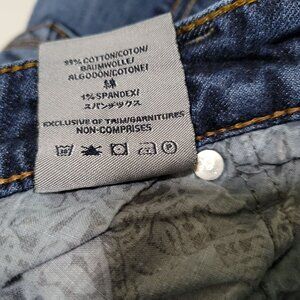 99% COTTON/COTON/
BAUMWOLLE/
ALGODÓN/COTONE/
綿
1% SPANDEX/
スパンデックス
EXCLUSIVE OF TRIM/GARNITURES
NON-COMPRISES